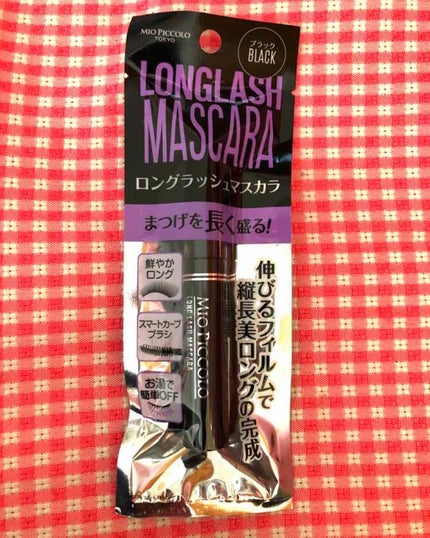 MIO PICCOLO
TOKYO
ブラック
BLACK
LONGLASH
MASCARA
ロングラッシュマスカラ
まつげを長く盛る!
鮮やか
ロング
スマートカーブ
ブラシ
お湯で
簡単OFF
MIO PICCOLO
LONG LASH MASCARA
伸びるフィルムで
縦長美ロングの完成